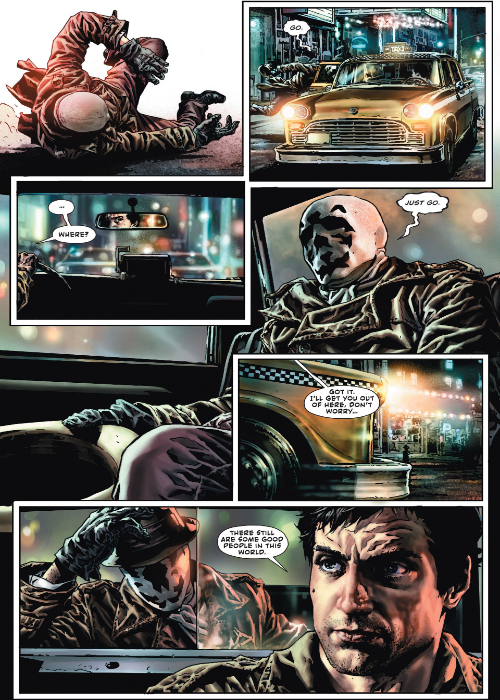 GO.
TAXI
...
WHERE?
JUST GO.
GOT IT.
I'LL GET YOU OUT
OF HERE. DON'T
WORRY...
THERE STILL
ARE SOME GOOD
PEOPLE IN THIS
WORLD.